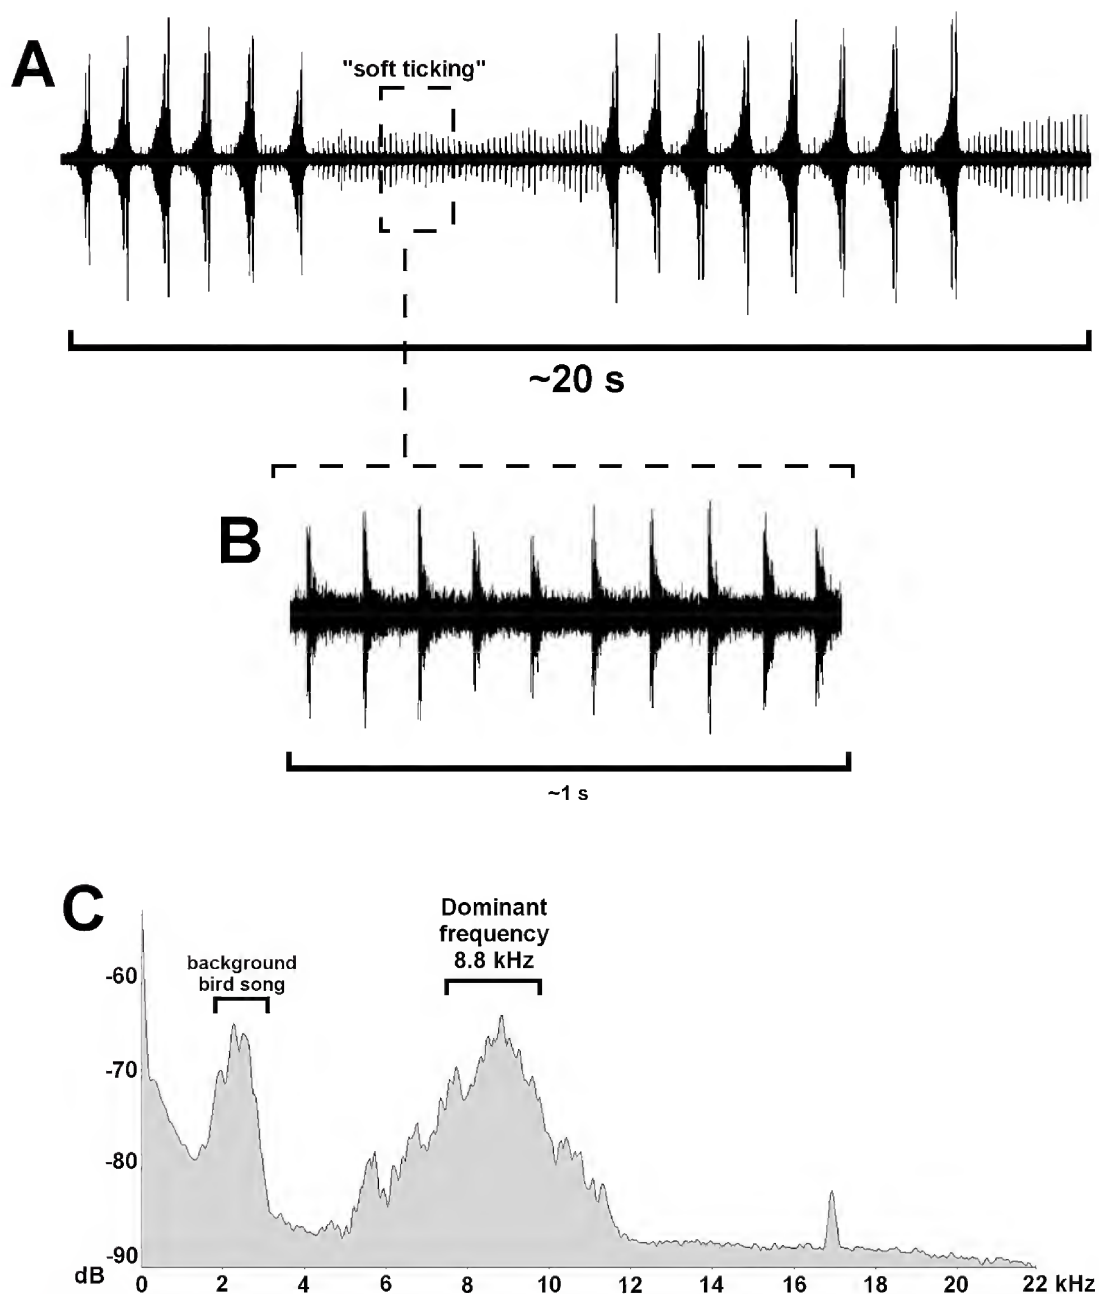 A
"soft ticking"
~20 s
B
~1 s
C
Dominant
frequency
8.8 kHz
background
bird song
-60
-70
-80
-90
dB
0 2 4 6 8 10 12 14 16 18 20 22 kHz